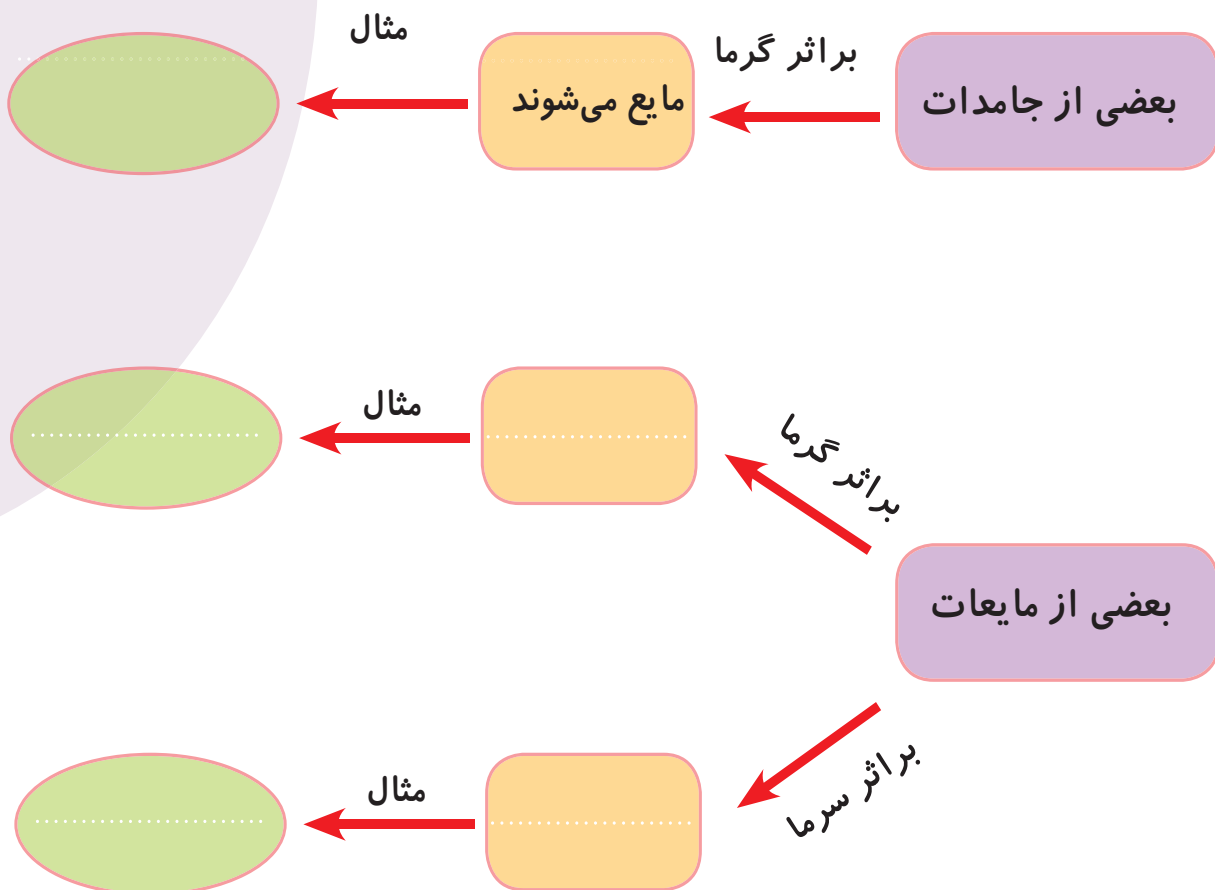 بعضی از جامدات
براثر گرما
مایع می‌شوند
مثال
بعضی از مایعات
براثر گرما
مثال
براثر سرما
مثال